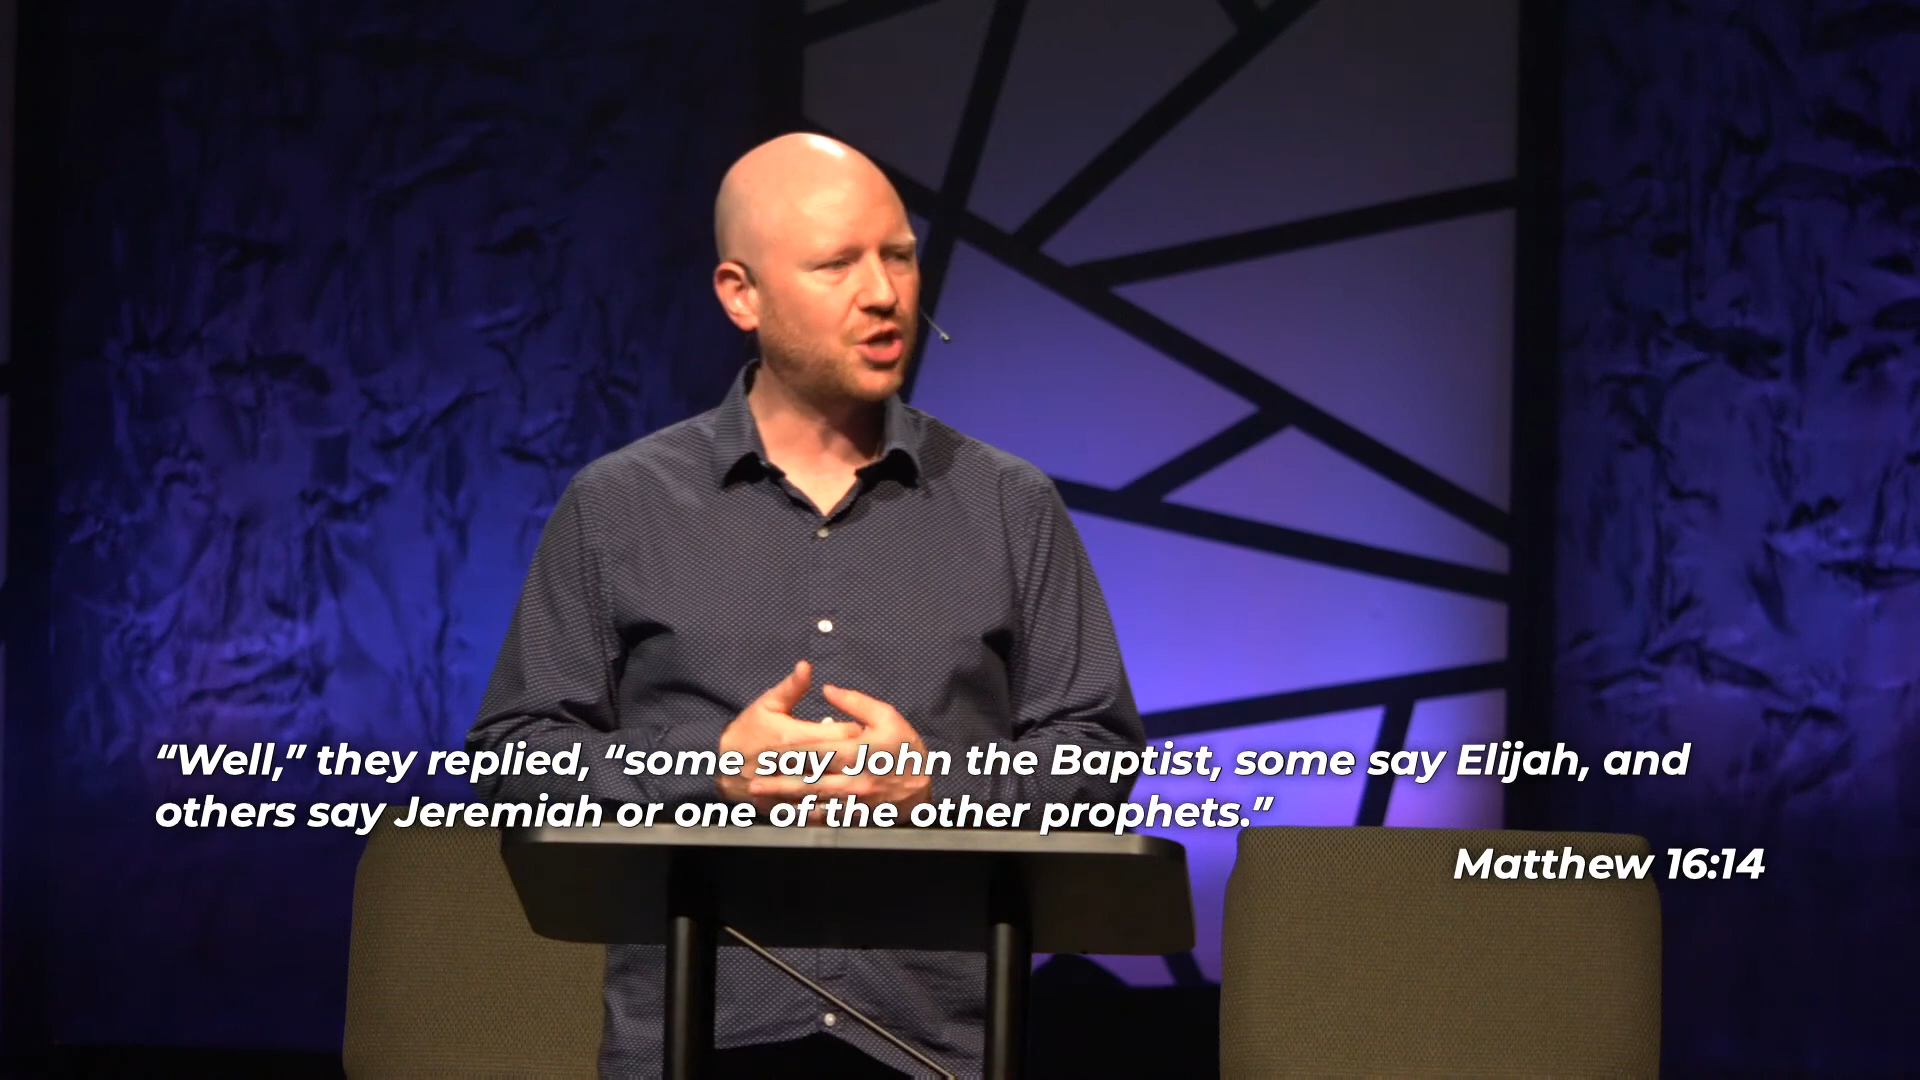 “Well,” they replied, “some say John the Baptist, some say Elijah, and
others say Jeremiah or one of the other prophets.”
Matthew 16:14